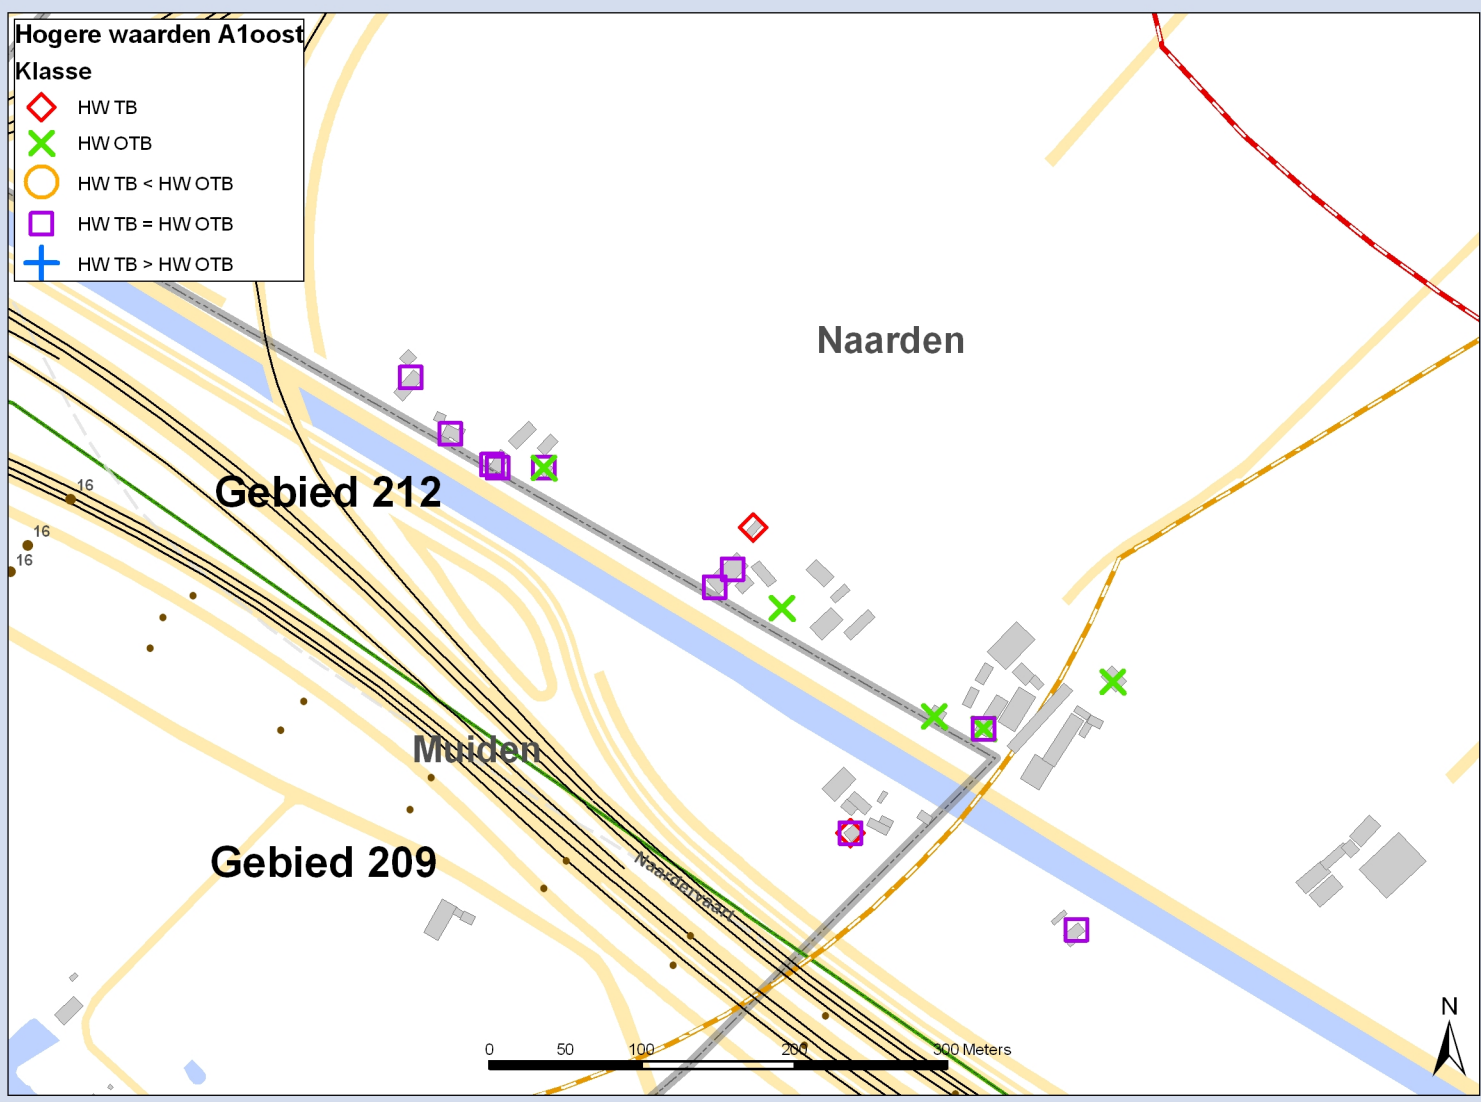 Hogere waarden A1oost
Klasse
HW TB
HW OTB
HW TB < HW OTB
HW TB = HW OTB
HW TB > HW OTB
Naarden
Gebied 212
16
16
16
Muiden
Gebied 209
Naardervaart
N
0 50 100 200 300 Meters